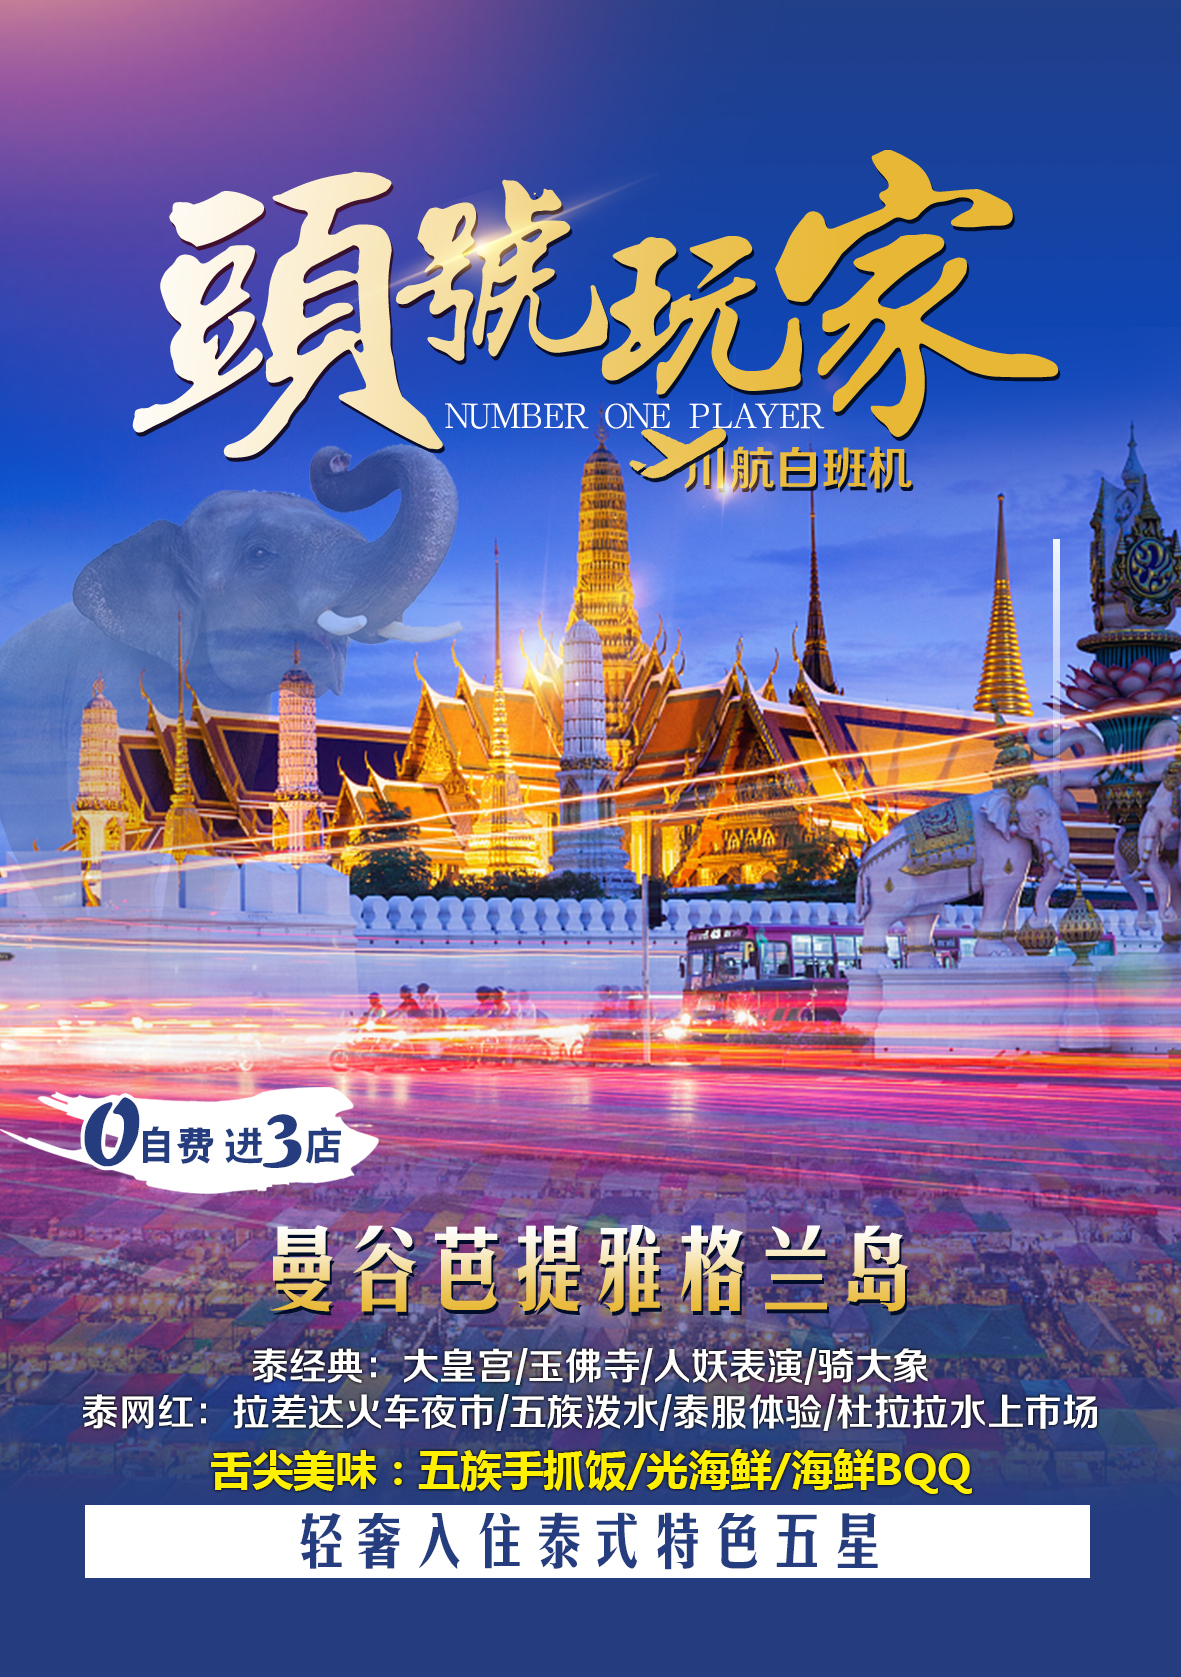 頭號玩家
NUMBER ONE PLAYER
川航白班机
0自费 进3店
曼谷芭提雅格兰岛
泰经典：大皇宫/玉佛寺/人妖表演/骑大象
泰网红：拉差达火车夜市/五族泼水/泰服体验/杜拉拉水上市场
舌尖美味：五族手抓饭/光海鲜/海鲜BQQ
轻奢入住泰式特色五星